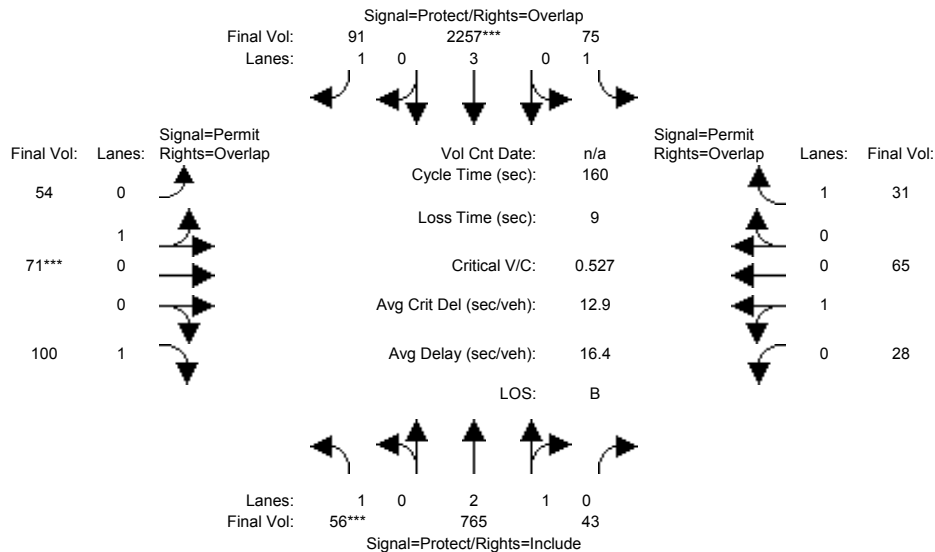 Signal=Protect/Rights=Overlap
Final Vol: 91 2257*** 75
Lanes: 1 0 3 0 1
Signal=Permit Signal=Permit
Final Vol: Lanes: Rights=Overlap Vol Cnt Date: n/a Rights=Overlap Lanes: Final Vol:
Cycle Time (sec): 160
54 0 1 31
Loss Time (sec): 9
1 0
71*** 0 Critical V/C: 0.527 0 65
0 Avg Crit Del (sec/veh): 12.9 1
100 1 Avg Delay (sec/veh): 16.4 0 28
LOS: B
Lanes: 1 0 2 1 0
Final Vol: 56*** 765 43
Signal=Protect/Rights=Include